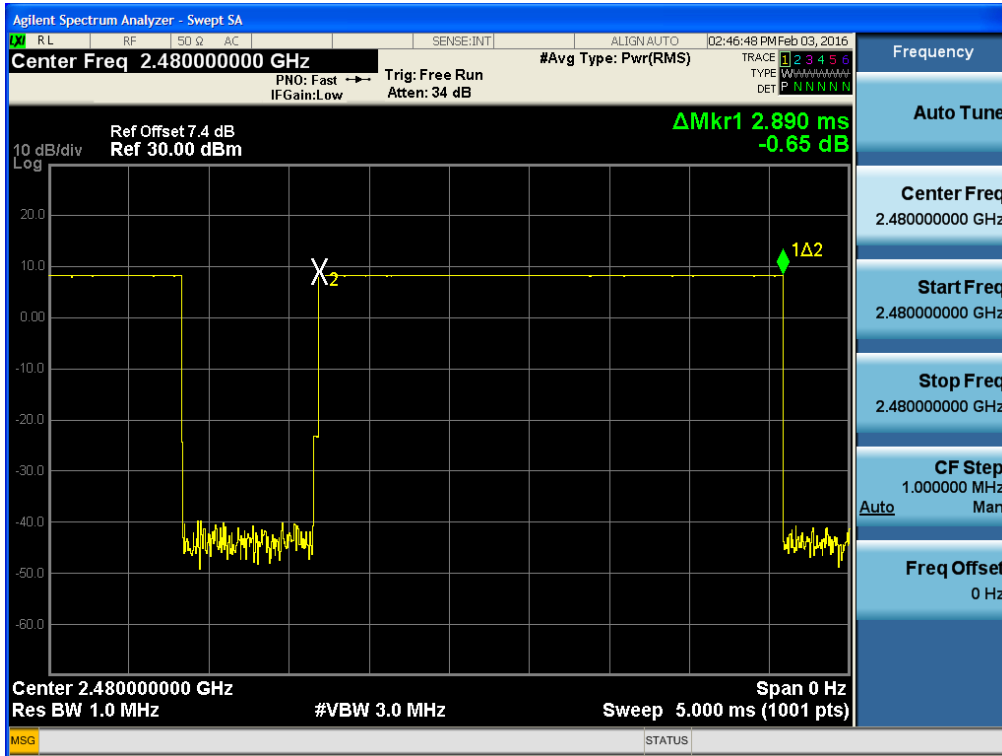 Agilent Spectrum Analyzer - Swept SA
LXI RL RF 50 Ω AC SENSE:INT ALIGN AUTO 02:46:48 PM Feb 03, 2016
Center Freq 2.480000000 GHz #Avg Type: Pwr(RMS) TRACE 1 2 3 4 5 6
PNO: Fast Trig: Free Run TYPE WWWWWW
IFGain:Low Atten: 34 dB DET P N N N N N
Frequency
Auto Tune
ΔMkr1 2.890 ms
-0.65 dB
Ref Offset 7.4 dB
10 dB/div Ref 30.00 dBm
Log
20.0
10.0
0.00
-10.0
-20.0
-30.0
-40.0
-50.0
-60.0
1Δ2
X2
Center Freq
2.480000000 GHz
Start Freq
2.480000000 GHz
Stop Freq
2.480000000 GHz
CF Step
1.000000 MHz
Auto Man
Freq Offset
0 Hz
Center 2.480000000 GHz Span 0 Hz
Res BW 1.0 MHz #VBW 3.0 MHz Sweep 5.000 ms (1001 pts)
MSG STATUS